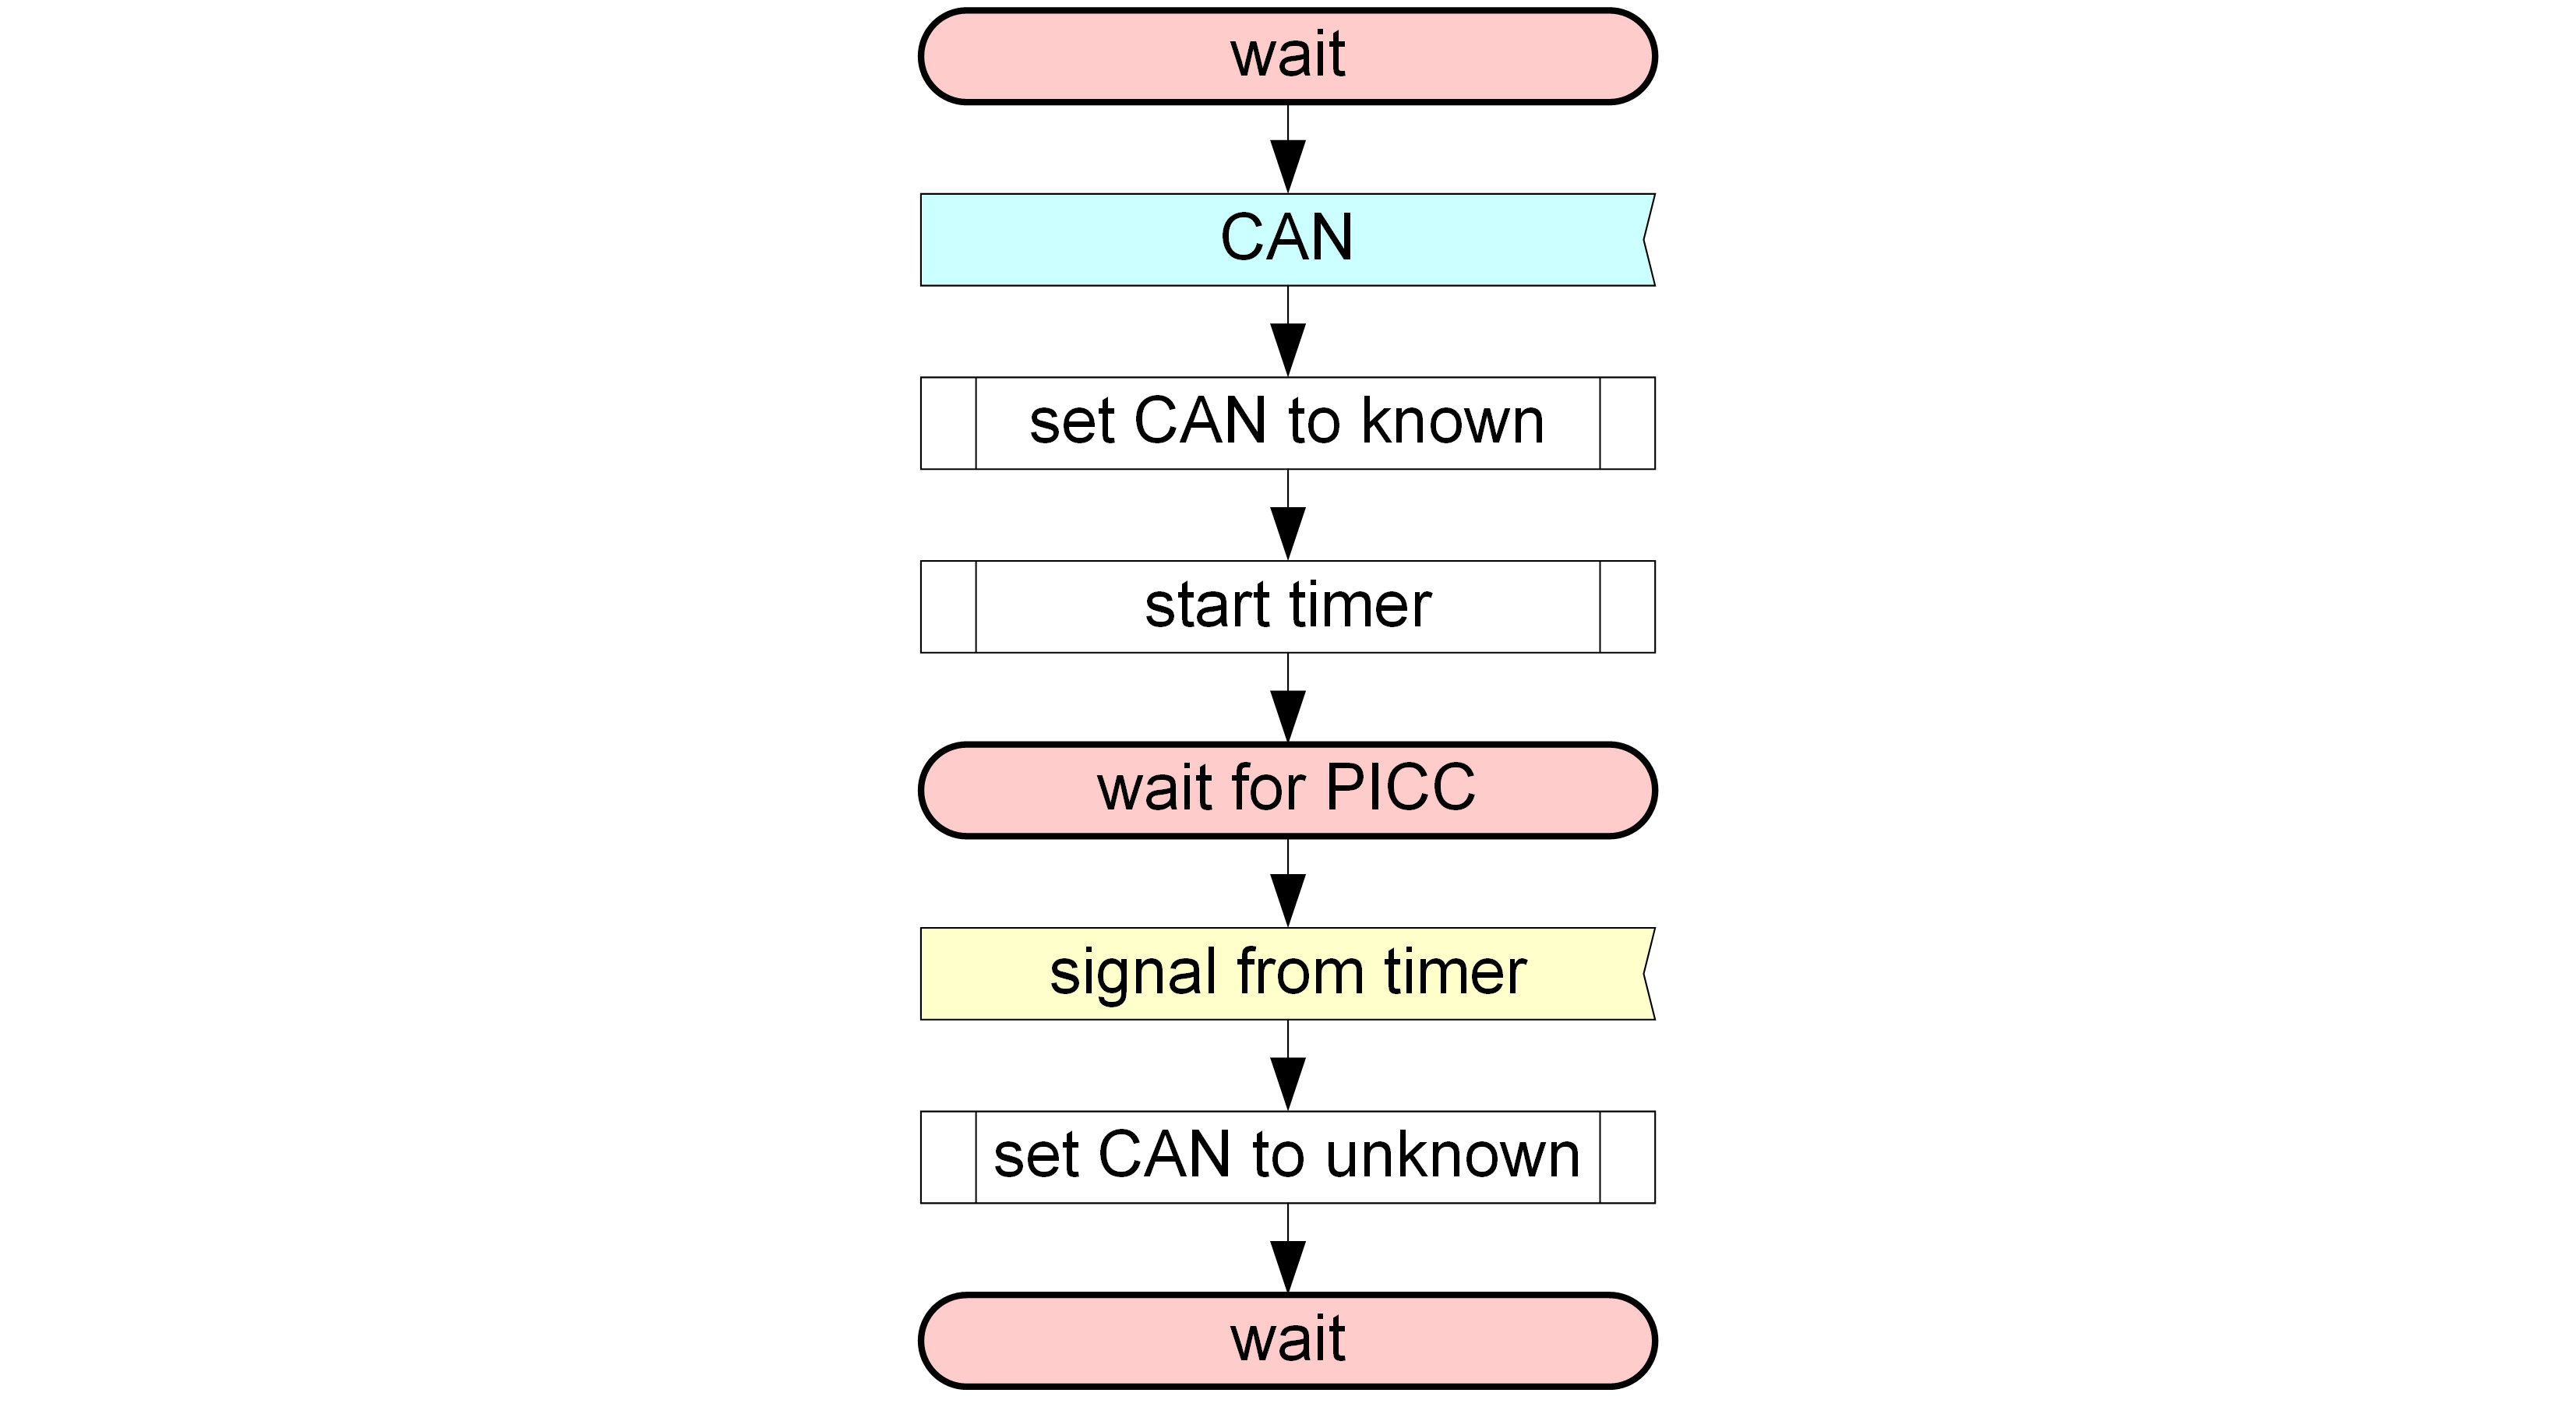 wait
CAN
set CAN to known
start timer
wait for PICC
signal from timer
set CAN to unknown
wait